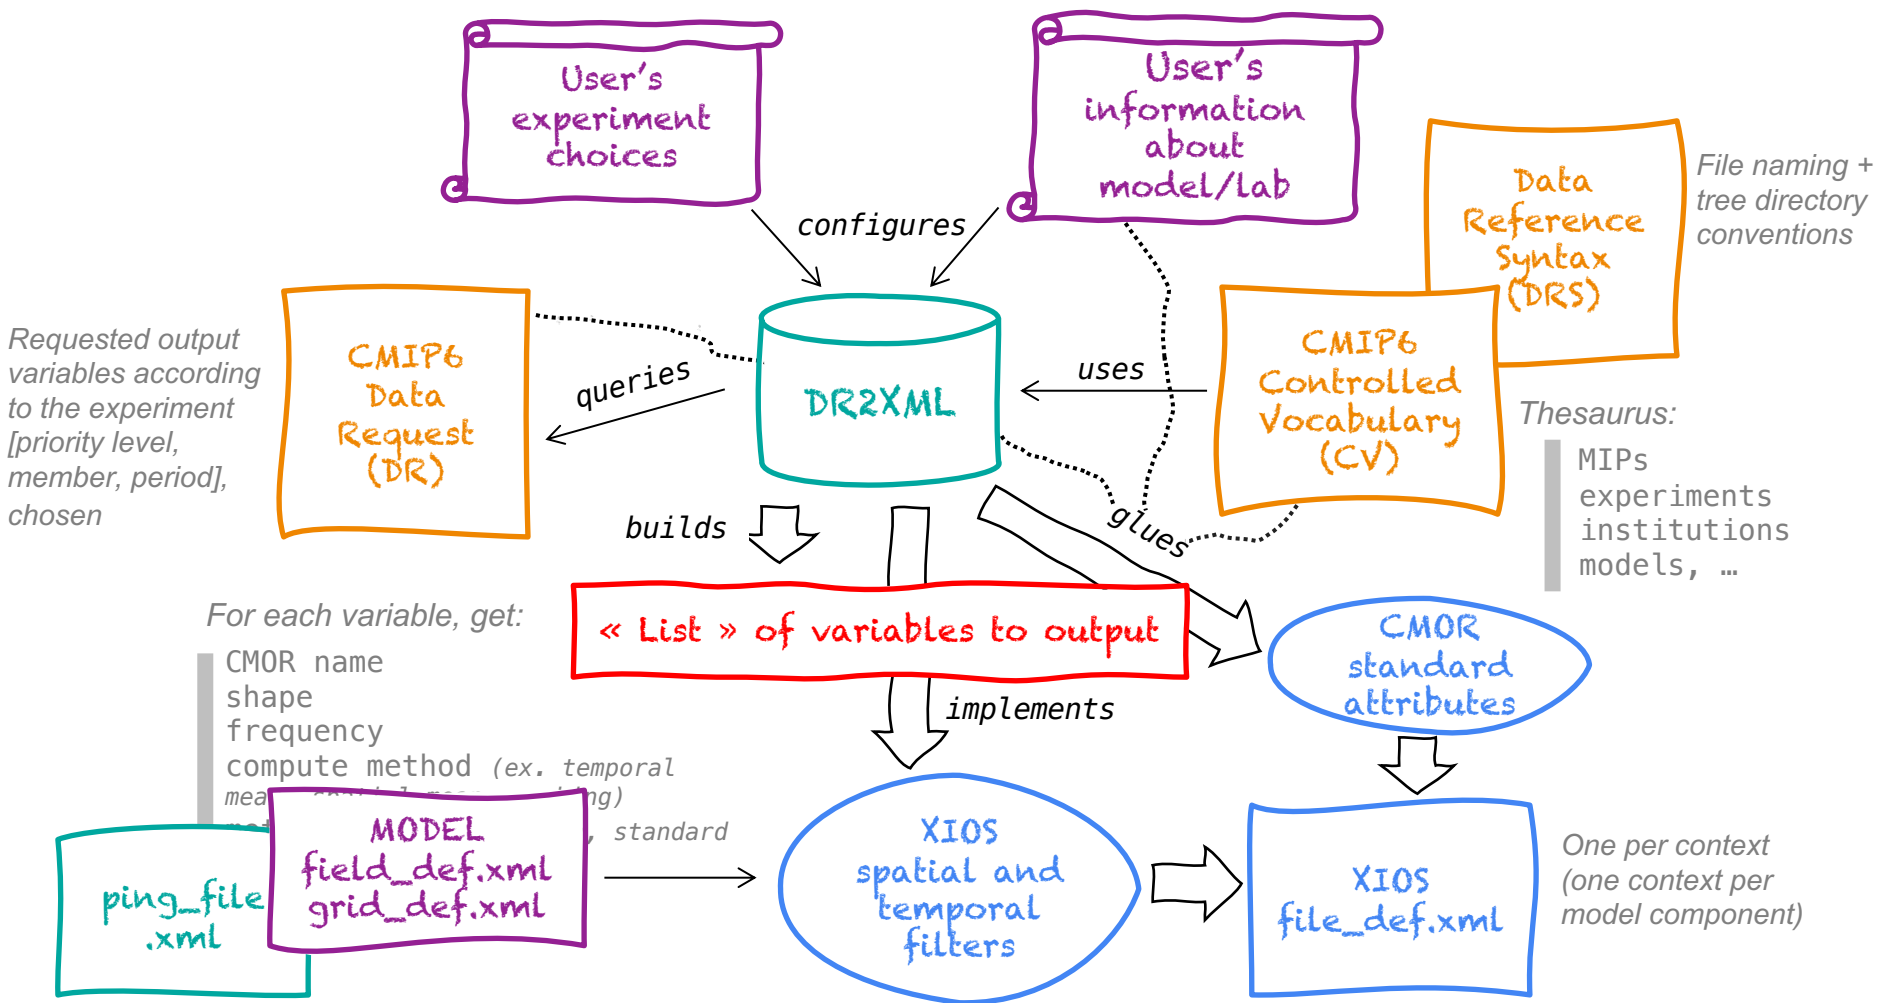 User's
experiment
choices
User's
information
about
model/lab
configures
Data
Reference
Syntax
(DRS)
File naming +
tree directory
conventions
Requested output
variables according
to the experiment
[priority level,
member, period],
chosen
CMIP6
Data
Request
(DR)
queries
DR2XML
uses
CMIP6
Controlled
Vocabulary
(CV)
Thesaurus:
MIPs
experiments
institutions
models, …
builds
glues
« List » of variables to output
For each variable, get:
CMOR name
shape
frequency
compute method (ex. temporal
, standard
implements
CMOR
standard
attributes
ping_file
.xml
MODEL
field_def.xml
grid_def.xml
XIOS
spatial and
temporal
filters
XIOS
file_def.xml
One per context
(one context per
model component)